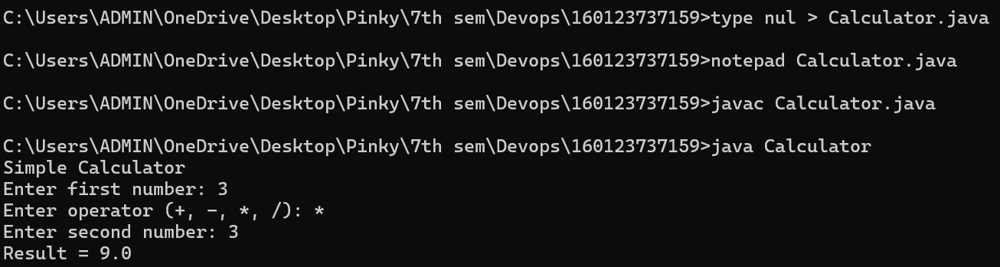 C:\Users\ADMIN\OneDrive\Desktop\Pinky\7th sem\Devops\160123737159>type nul > Calculator.java
C:\Users\ADMIN\OneDrive\Desktop\Pinky\7th sem\Devops\160123737159>notepad Calculator.java
C:\Users\ADMIN\OneDrive\Desktop\Pinky\7th sem\Devops\160123737159>javac Calculator.java
C:\Users\ADMIN\OneDrive\Desktop\Pinky\7th sem\Devops\160123737159>java Calculator
Simple Calculator
Enter first number: 3
Enter operator (+, -, *, /): *
Enter second number: 3
Result = 9.0